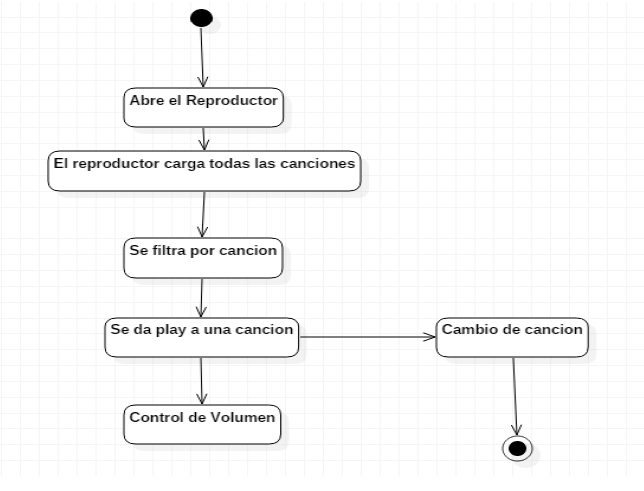 Abre el Reproductor
El reproductor carga todas las canciones
Se filtra por cancion
Se da play a una cancion
Cambio de cancion
Control de Volumen